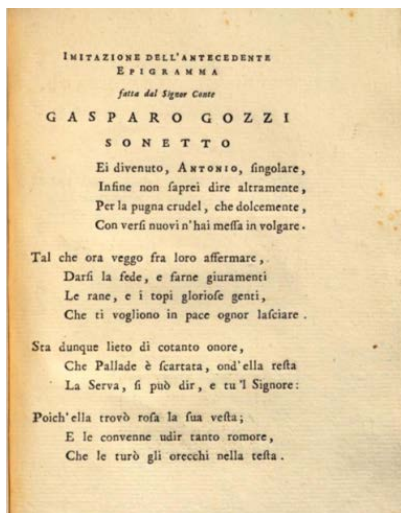 IMITAZIONE DELL'ANTECEDENTE
EPIGRAMMA
fatta dal Signor Conte
GASPARO GOZZI
SONETTO
Ei divenuto, ANTONIO, ſingolare,
Infine non ſaprei dire altramente,
Per la pugna crudel, che dolcemente,
Con verſi nuovi n'hai meſſa in volgare.
Tal che ora veggo fra loro affermare,
Darſi la fede, e farne giuramenti
Le rane, e i topi glorioſe genti,
Che ti vogliono in pace ognor laſciare.
Sta dunque lieto di cotanto onore,
Che Pallade è ſcartata, ond'ella reſta
La Serva, ſi può dir, e tu 'l Signore:
Poich'ella trovò roſa la ſua veſta;
E le convenne udir tanto romore,
Che le turò gli orecchi nella teſta.